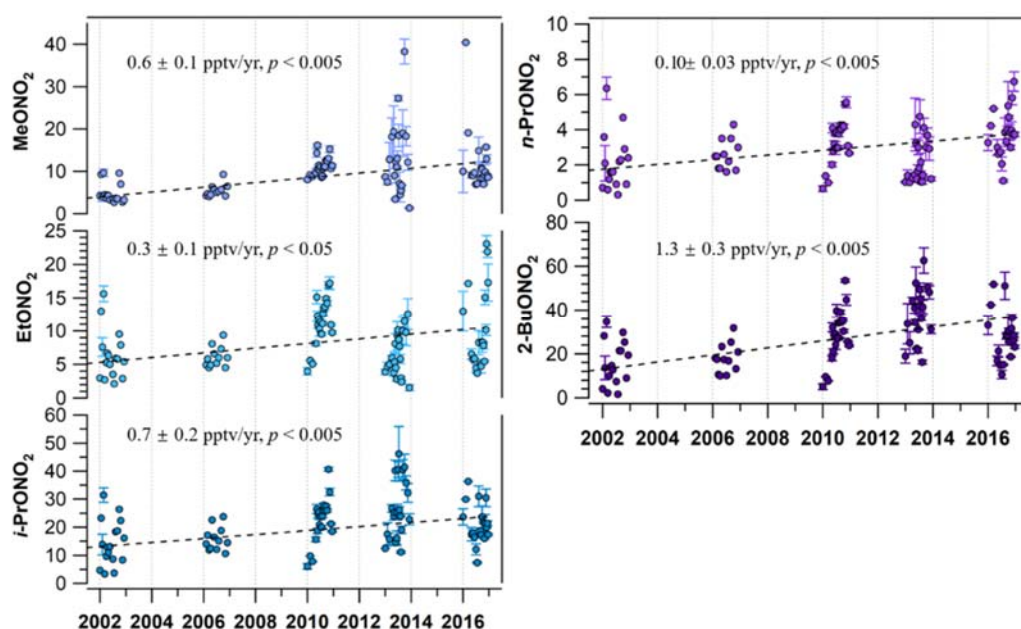 MeONO2
40
30
20
10
0
0.6 ± 0.1 pptv/yr, p < 0.005
EtONO2
25
20
15
10
5
0
0.3 ± 0.1 pptv/yr, p < 0.05
i-PrONO2
60
50
40
30
20
10
0
0.7 ± 0.2 pptv/yr, p < 0.005
2002 2004 2006 2008 2010 2012 2014 2016
n-PrONO2
10
8
6
4
2
0
0.10± 0.03 pptv/yr, p < 0.005
2-BuONO2
80
60
40
20
0
1.3 ± 0.3 pptv/yr, p < 0.005
2002 2004 2006 2008 2010 2012 2014 2016